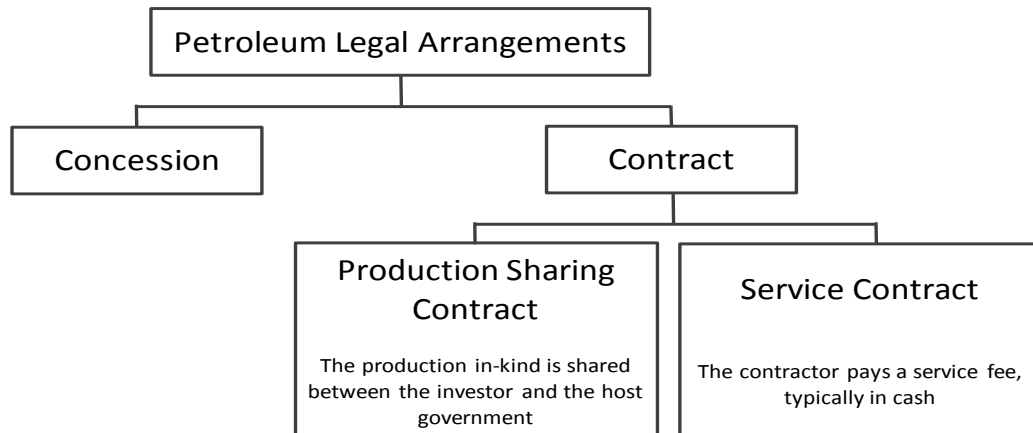 Petroleum Legal Arrangements
Concession
Contract
Production Sharing
Contract
The production in-kind is shared
between the investor and the host
government
Service Contract
The contractor pays a service fee,
typically in cash